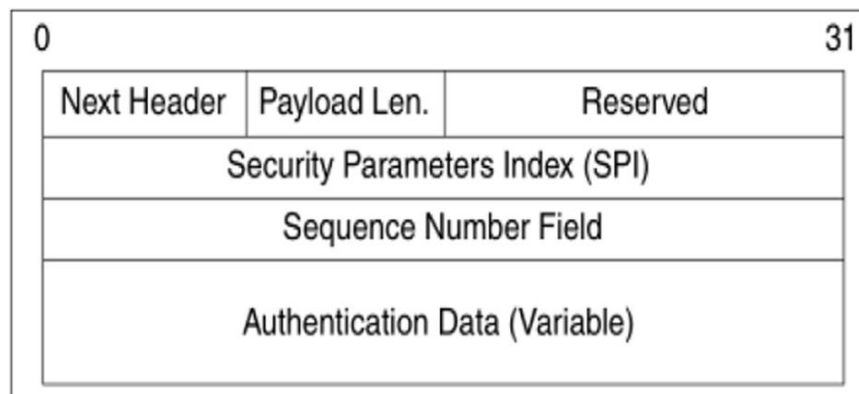 0 31
Next Header Payload Len. Reserved
Security Parameters Index (SPI)
Sequence Number Field
Authentication Data (Variable)